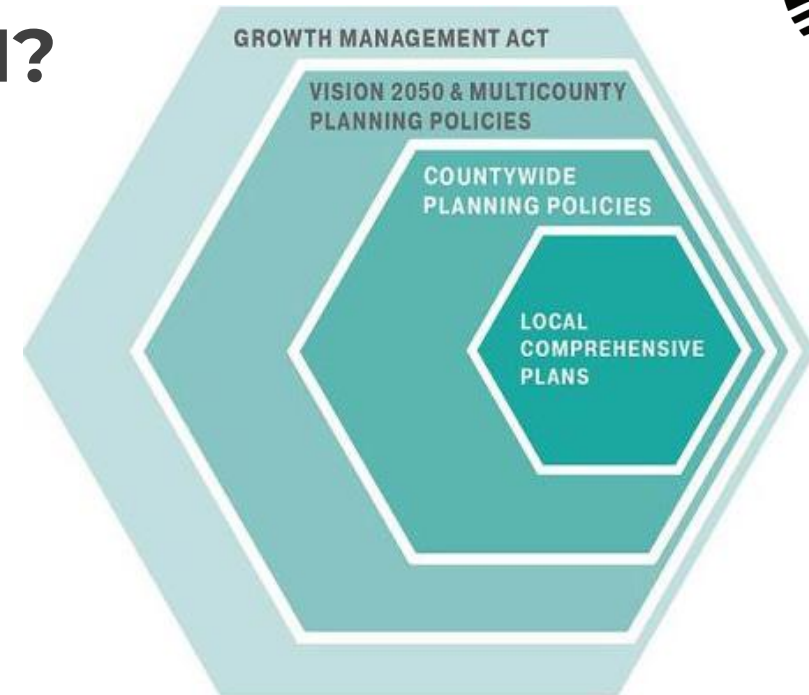 GROWTH MANAGEMENT ACT
VISION 2050 & MULTICOUNTY
PLANNING POLICIES
COUNTYWIDE
PLANNING POLICIES
LOCAL
COMPREHENSIVE
PLANS